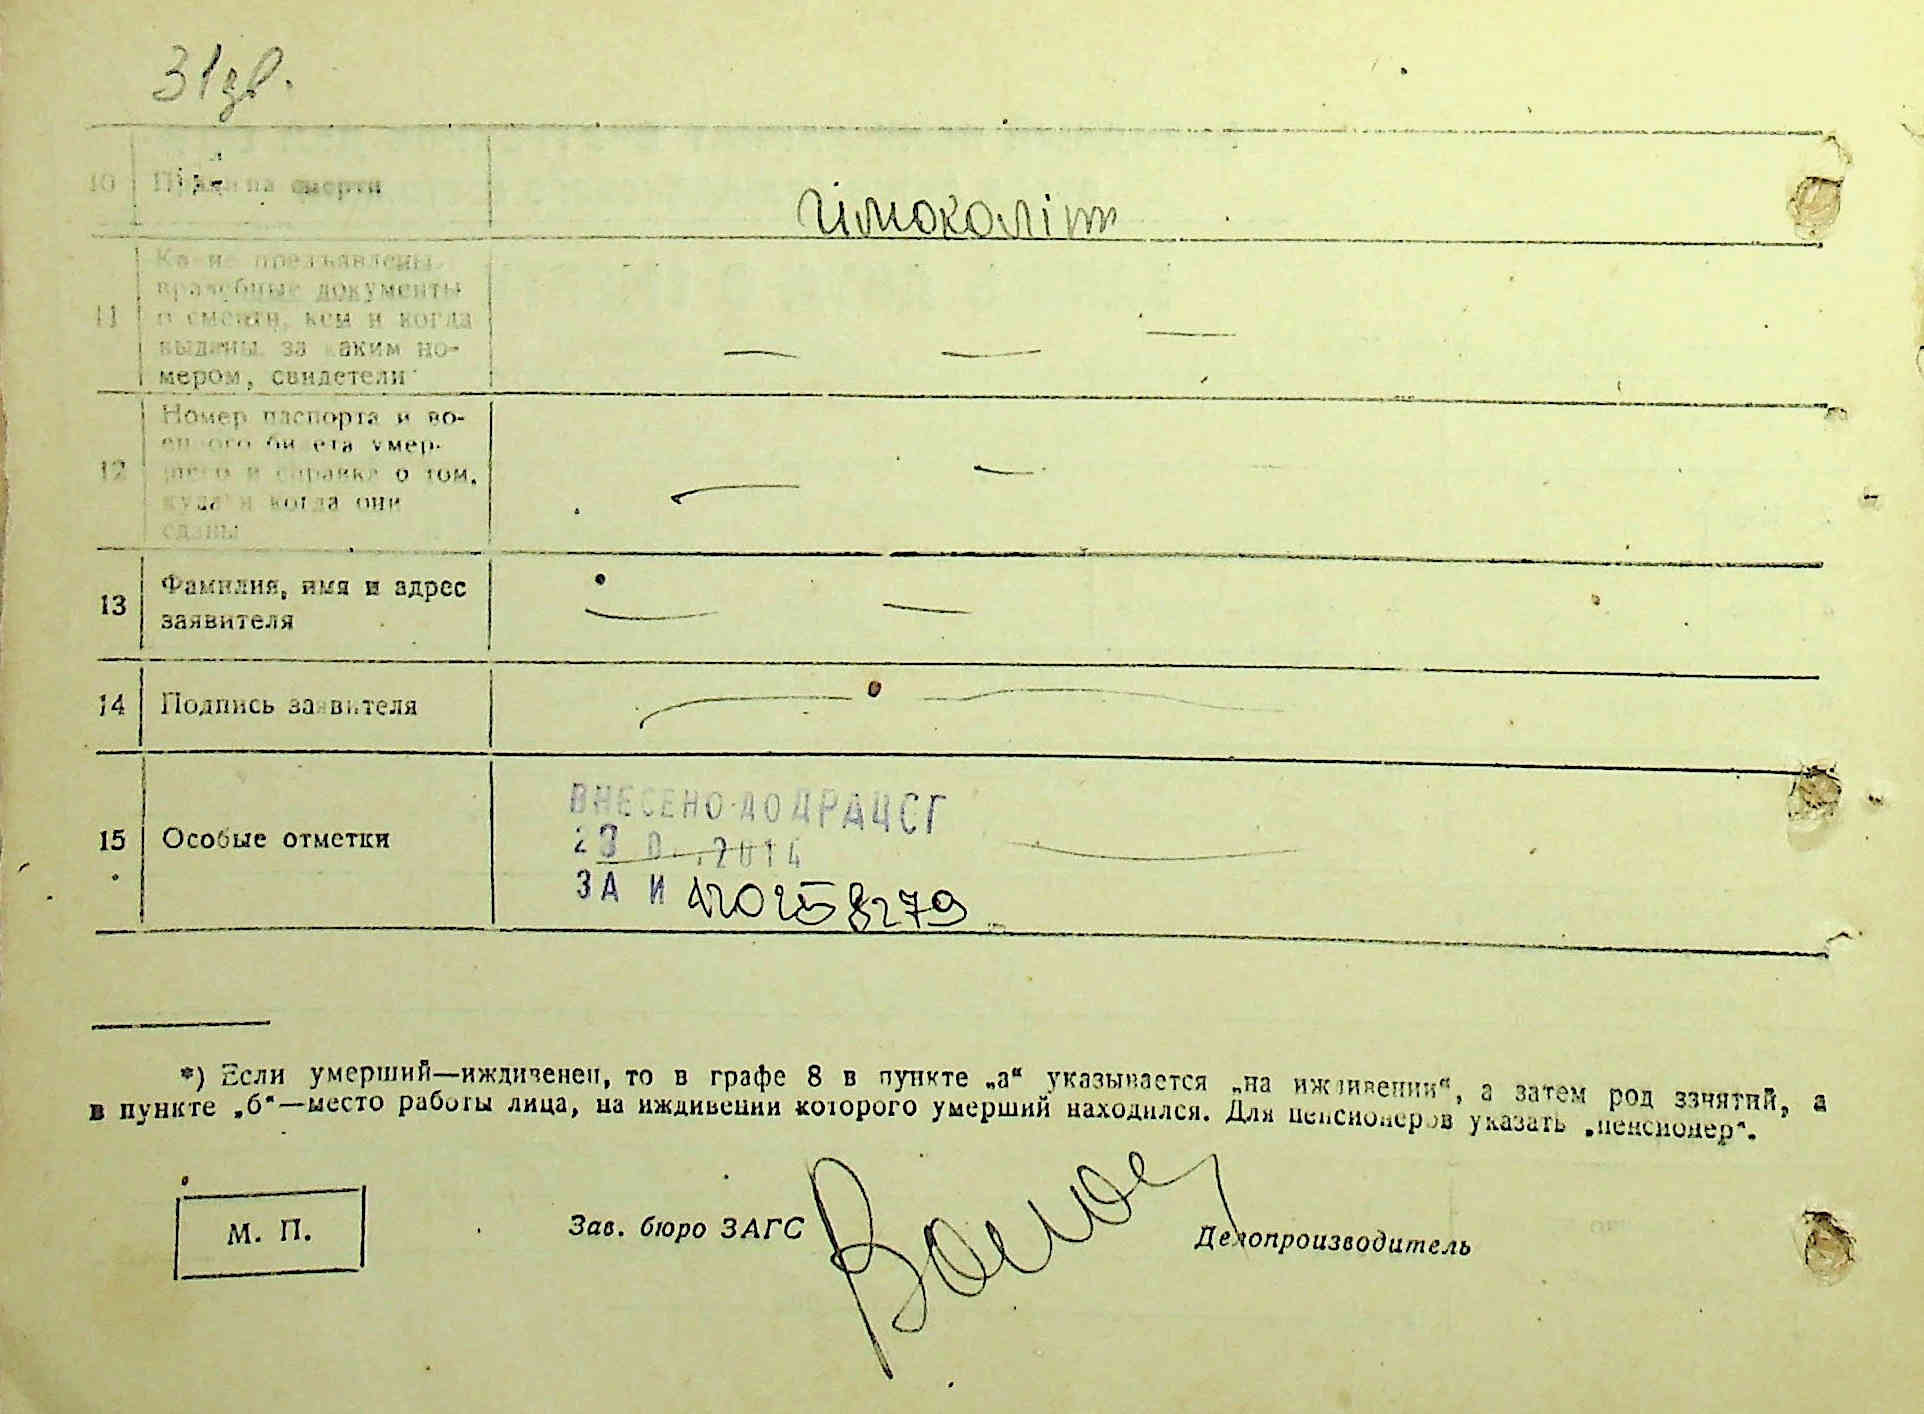 31
10 Причина смерти
Какие предъявлены
врачебные документы
11 о смерти, кем и когда
выданы, за каким но-
мером, свидетели
Номер паспорта и во-
енного билета умер-
12 шего и справка о том,
куда и когда они
сданы
13 Фамилия, имя и адрес
заявителя
14 Подпись заявителя
15 Особые отметки
ВНЕСЕНО ДО ДРАЦСГ
2014
ЗА И 120258279
*) Если умерший—иждивенец, то в графе 8 в пункте „а“ указывается „на иждивении“, а затем род занятий, а
в пункте „б“—место работы лица, на иждивении которого умерший находился. Для пенсионеров указать „пенсионер“.
М. П.
Зав. бюро ЗАГС
Делопроизводитель